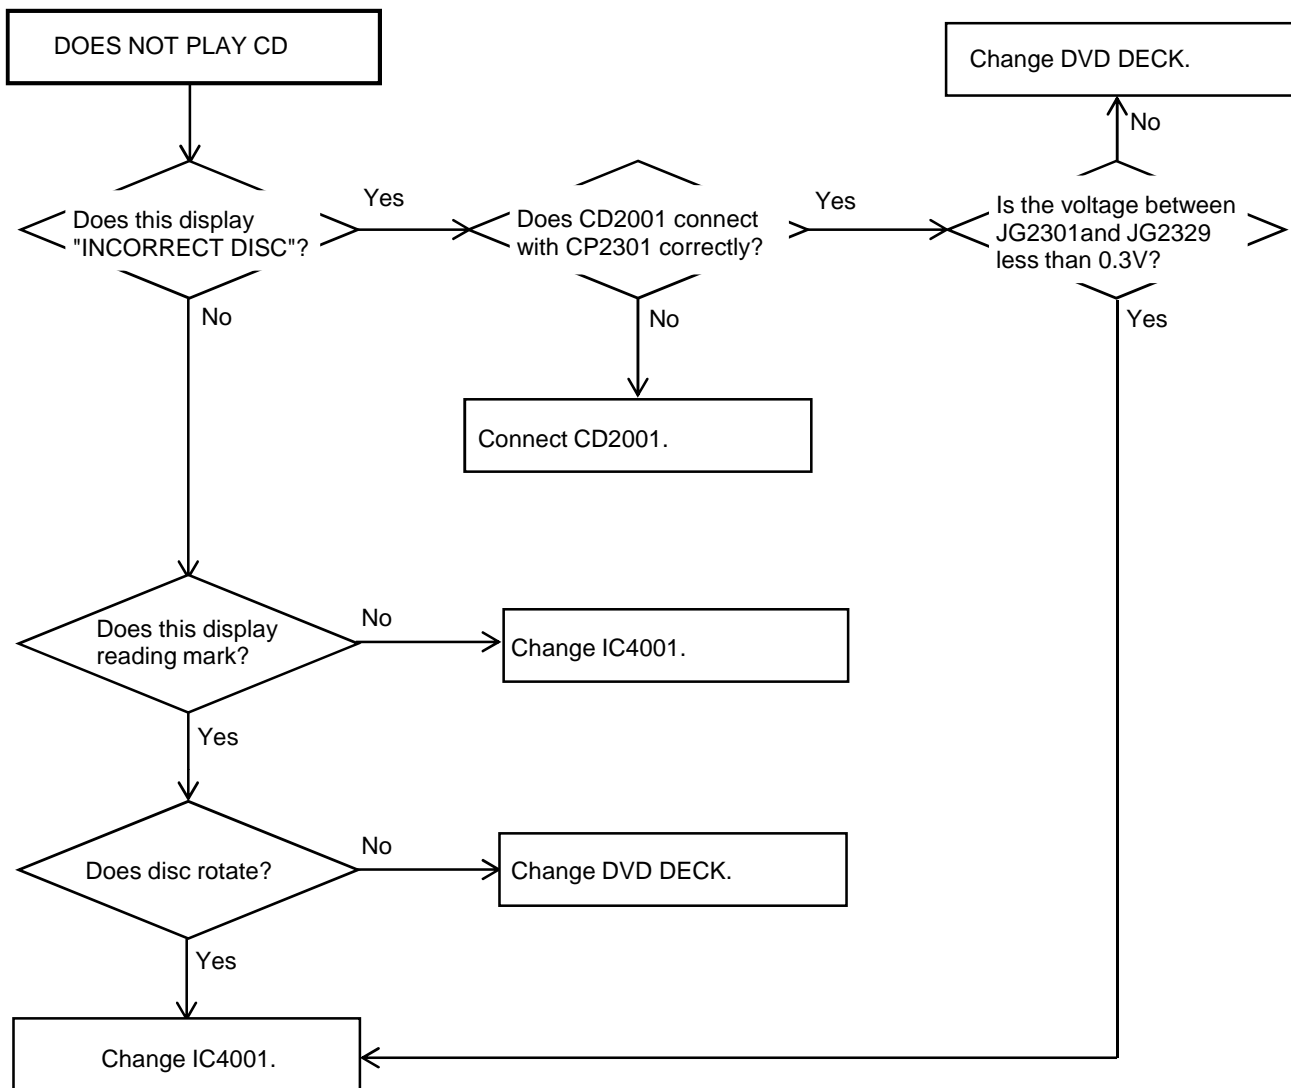 DOES NOT PLAY CD
Change DVD DECK.
No
Does this display
"INCORRECT DISC"?
Yes
Does CD2001 connect
with CP2301 correctly?
Yes
Is the voltage between
JG2301and JG2329
less than 0.3V?
No
No
Yes
Connect CD2001.
Does this display
reading mark?
No
Change IC4001.
Yes
Does disc rotate?
No
Change DVD DECK.
Yes
Change IC4001.